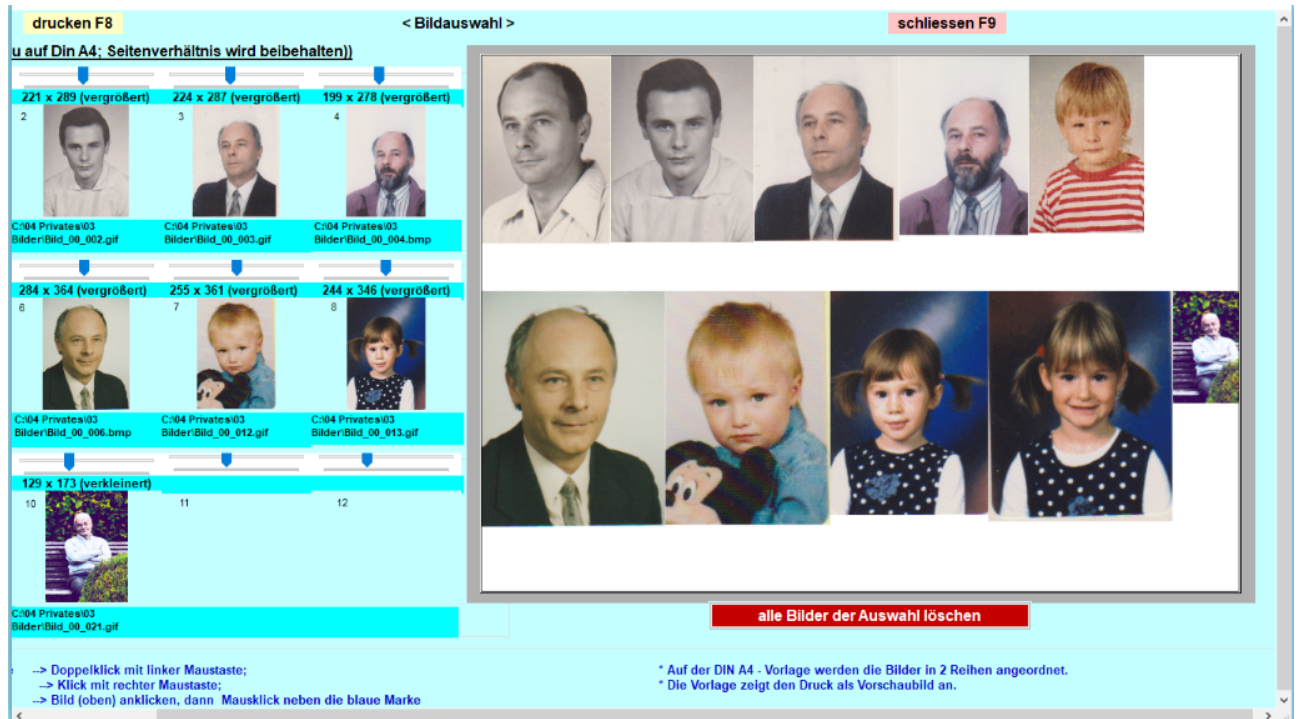 drucken F8
< Bildauswahl >
schliessen F9
u auf Din A4; Seitenverhältnis wird beibehalten))
221 x 289 (vergrößert)
224 x 287 (vergrößert)
199 x 278 (vergrößert)
2
3
4
C:\04 Privates\03
Bilder\Bild_00_002.gif
C:\04 Privates\03
Bilder\Bild_00_003.gif
C:\04 Privates\03
Bilder\Bild_00_004.bmp
284 x 364 (vergrößert)
255 x 361 (vergrößert)
244 x 346 (vergrößert)
6
7
8
C:\04 Privates\03
Bilder\Bild_00_006.bmp
C:\04 Privates\03
Bilder\Bild_00_012.gif
C:\04 Privates\03
Bilder\Bild_00_013.gif
129 x 173 (verkleinert)
10
11
12
C:\04 Privates\03
Bilder\Bild_00_021.gif
alle Bilder der Auswahl löschen
--> Doppelklick mit linker Maustaste;
--> Klick mit rechter Maustaste;
--> Bild (oben) anklicken, dann Mausklick neben die blaue Marke
* Auf der DIN A4 - Vorlage werden die Bilder in 2 Reihen angeordnet.
* Die Vorlage zeigt den Druck als Vorschaubild an.